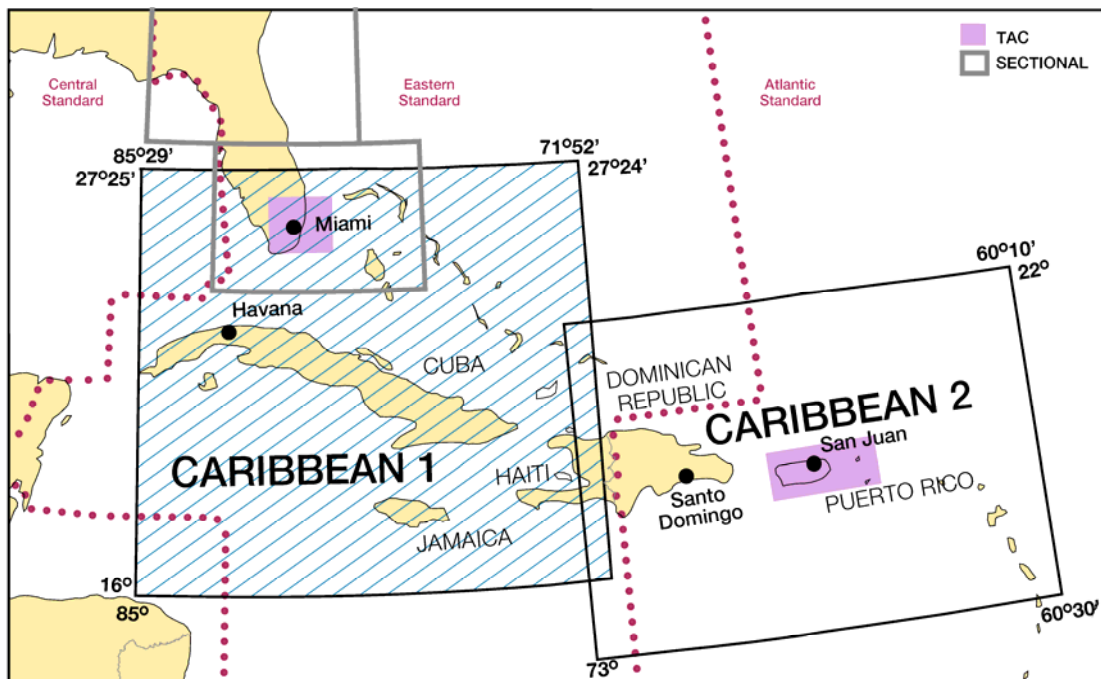 TAC
SECTIONAL
Central
Standard
Eastern
Standard
Atlantic
Standard
85°29'
27°25'
71°52'
27°24'
Miami
60°10'
22°
Havana
CUBA
DOMINICAN
REPUBLIC
CARIBBEAN 2
San Juan
CARIBBEAN 1
HAITI
Santo
Domingo
PUERTO RICO
JAMAICA
16°
85°
60°30'
73°